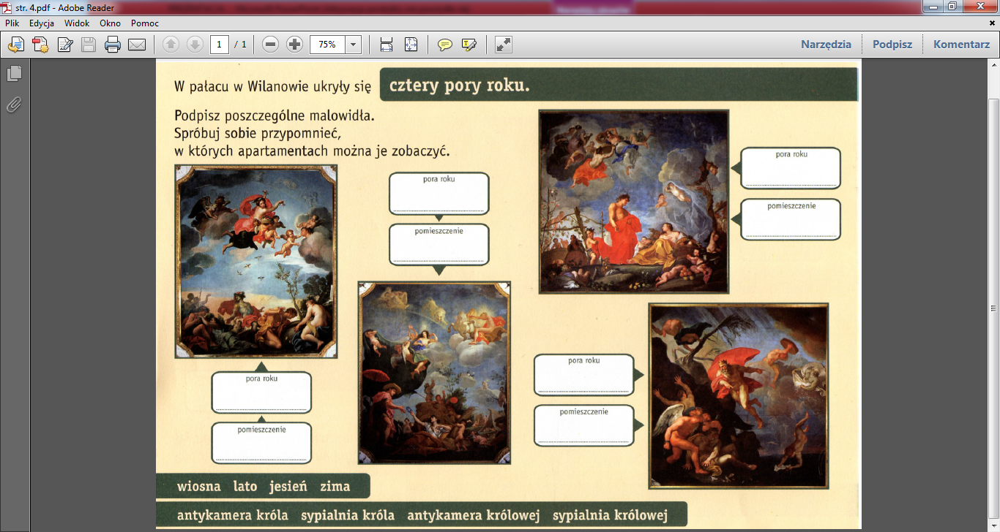 str. 4.pdf - Adobe Reader
Plik Edycja Widok Okno Pomoc
1 / 1 75% Narzędzia Podpisz Komentarz
W pałacu w Wilanowie ukryły się cztery pory roku.
Podpisz poszczególne malowidła.
Spróbuj sobie przypomnieć,
w których apartamentach można je zobaczyć.
pora roku
pomieszczenie
pora roku
pomieszczenie
pora roku
pomieszczenie
pora roku
pomieszczenie
wiosna lato jesień zima
antykamera króla sypialnia króla antykamera królowej sypialnia królowej